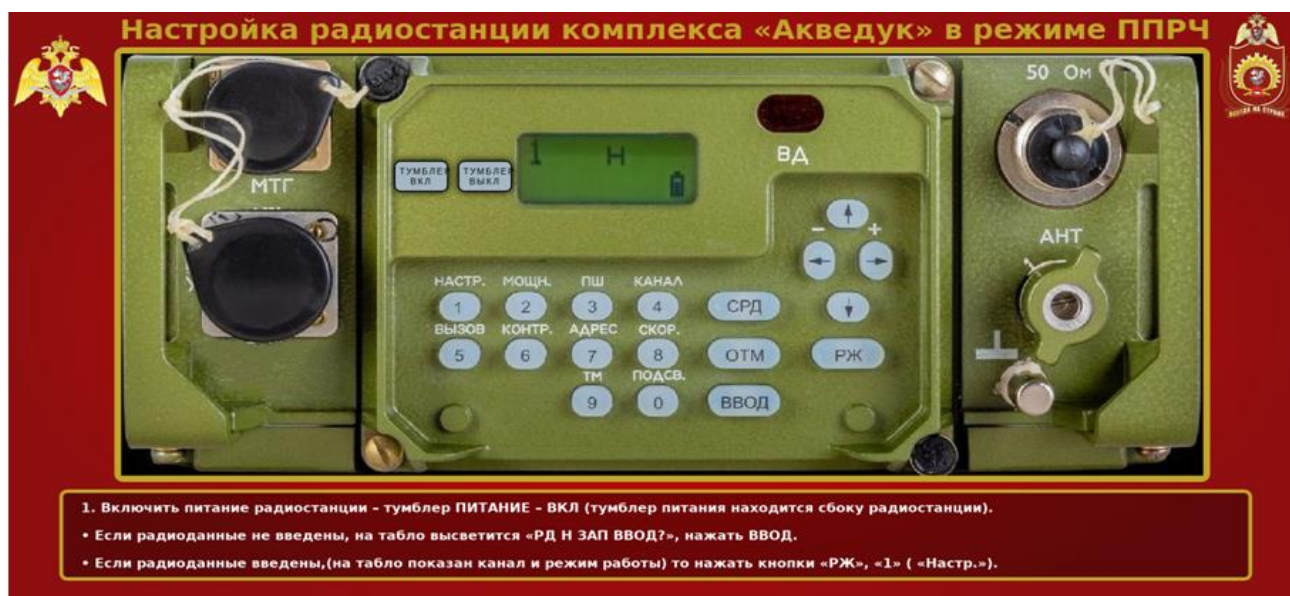 Настройка радиостанции комплекса «Акведук» в режиме ППРЧ
50 Ом
ВД
1 Н
ТУМБЛЕР ВКЛ
ТУМБЛЕР ВЫКЛ
МТГ
АНТ
- +
НАСТР. МОЩН. ПШ КАНАЛ
1 2 3 4 СРД
ВЫЗОВ КОНТР. АДРЕС СКОР.
5 6 7 8 ОТМ РЖ
ТМ ПОДСВ.
9 0 ВВОД
ВСЕГДА НА СТРАЖЕ
1. Включить питание радиостанции – тумблер ПИТАНИЕ – ВКЛ (тумблер питания находится сбоку радиостанции).
• Если радиоданные не введены, на табло высветится «РД Н ЗАП ВВОД?», нажать ВВОД.
• Если радиоданные введены,(на табло показан канал и режим работы) то нажать кнопки «РЖ», «1» ( «Настр.»).